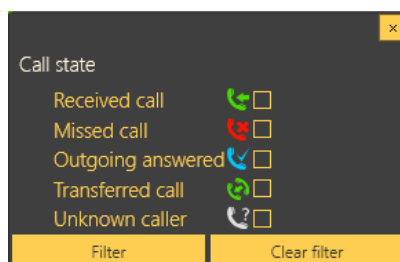 Call state
Received call
Missed call
Outgoing answered
Transferred call
Unknown caller
Filter
Clear filter